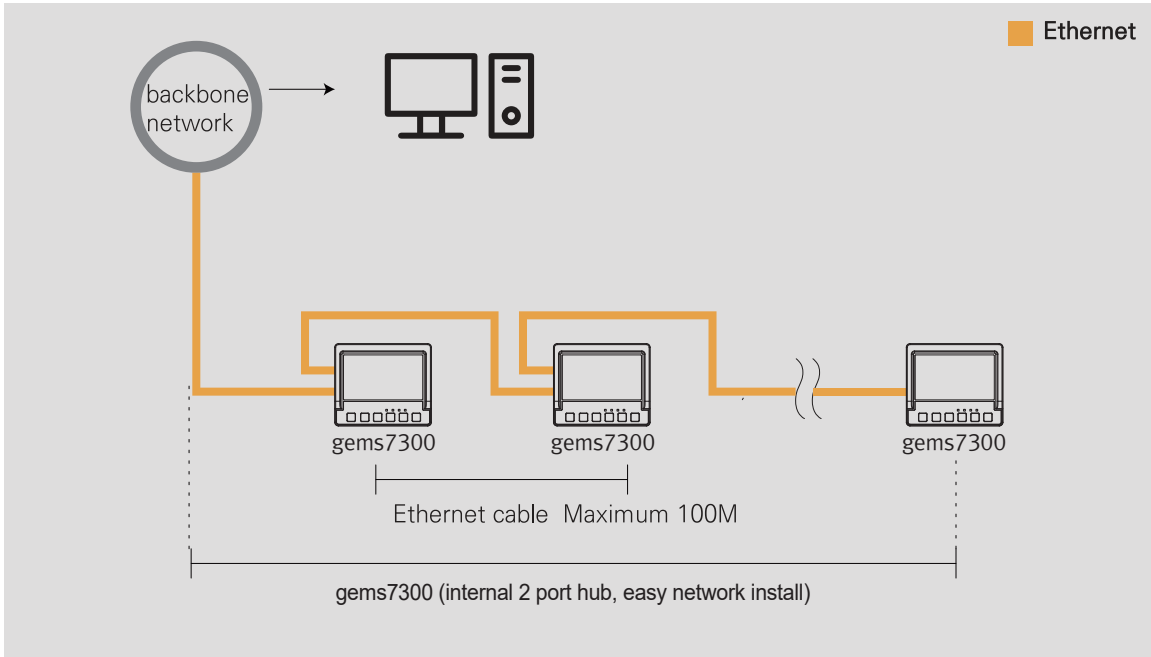 Ethernet
backbone
network
gems7300
gems7300
gems7300
Ethernet cable  Maximum 100M
gems7300 (internal 2 port hub, easy network install)